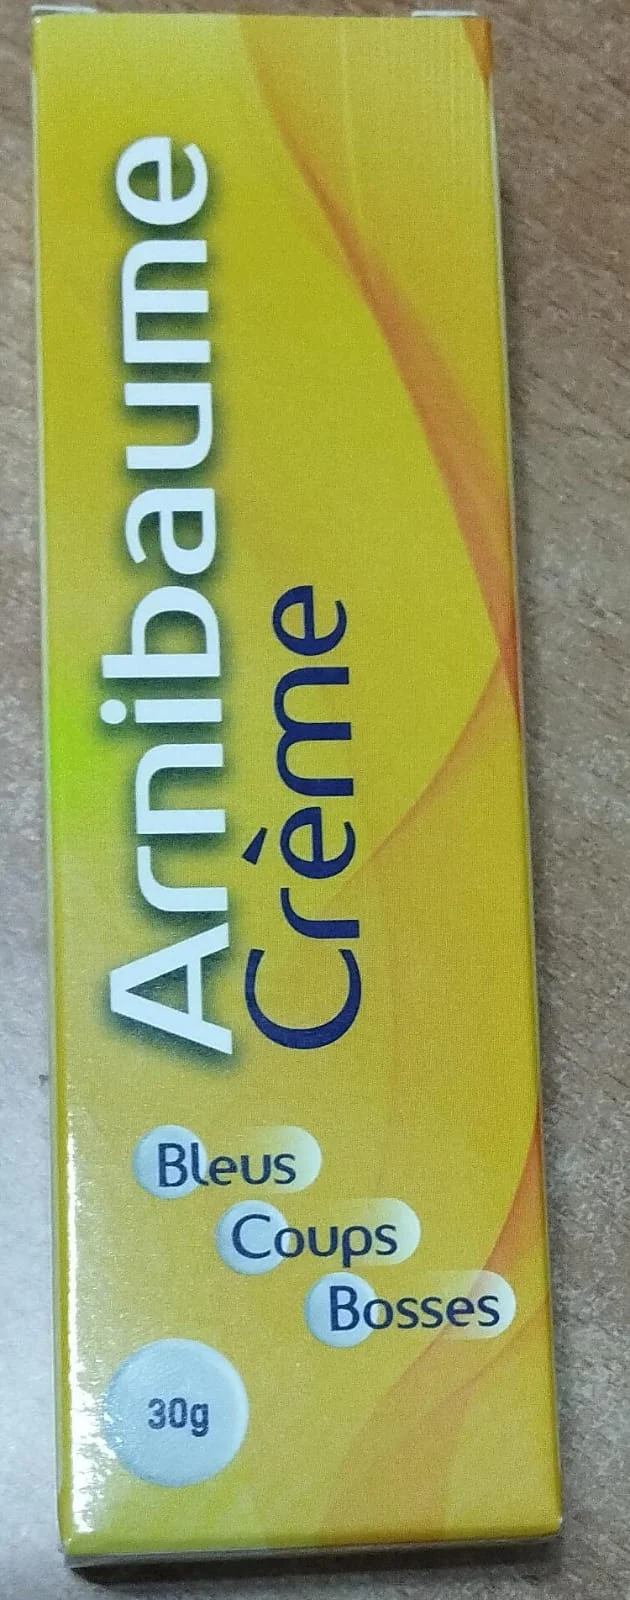 Arnibaume
Crème
Bleus
Coups
Bosses
30g